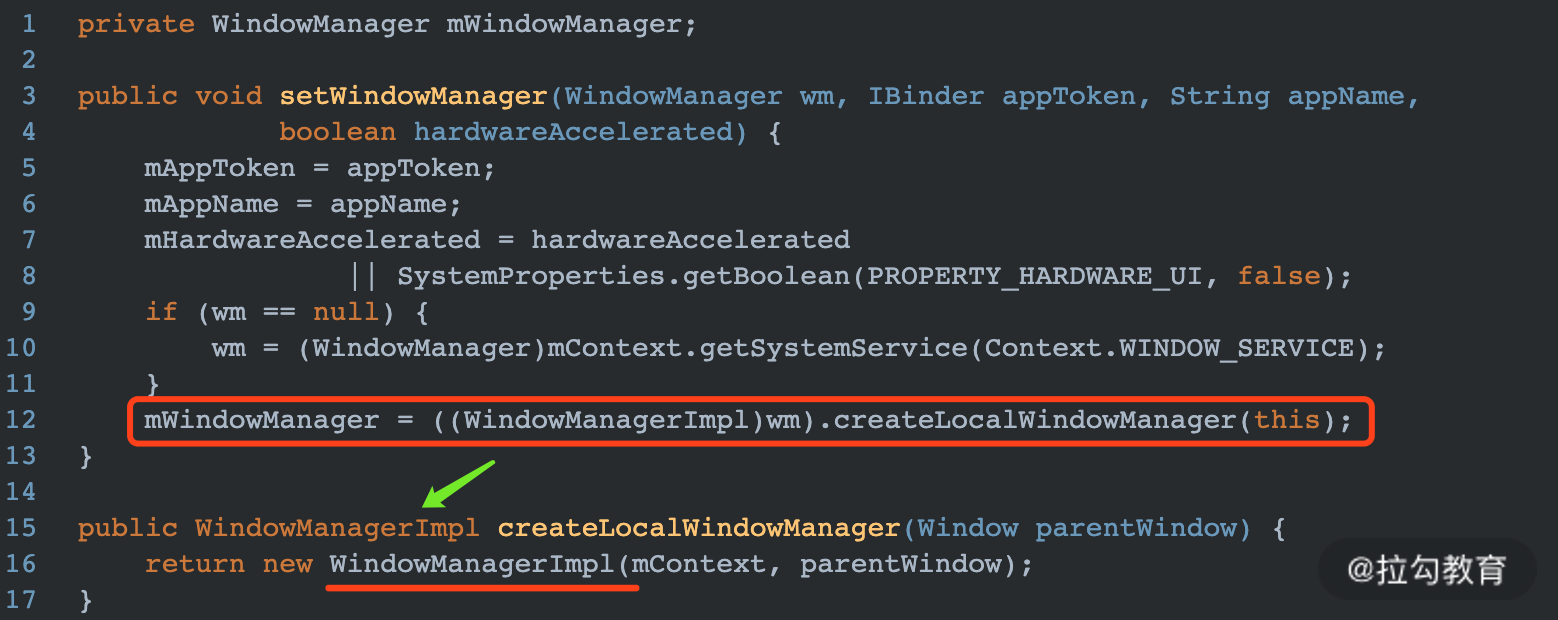 1 private WindowManager mWindowManager;
2
3 public void setWindowManager(WindowManager wm, IBinder appToken, String appName,
4 boolean hardwareAccelerated) {
5 mAppToken = appToken;
6 mAppName = appName;
7 mHardwareAccelerated = hardwareAccelerated
8 || SystemProperties.getBoolean(PROPERTY_HARDWARE_UI, false);
9 if (wm == null) {
10 wm = (WindowManager)mContext.getSystemService(Context.WINDOW_SERVICE);
11 }
12 mWindowManager = ((WindowManagerImpl)wm).createLocalWindowManager(this);
13 }
14
15 public WindowManagerImpl createLocalWindowManager(Window parentWindow) {
16 return new WindowManagerImpl(mContext, parentWindow);
17 }
@拉勾教育